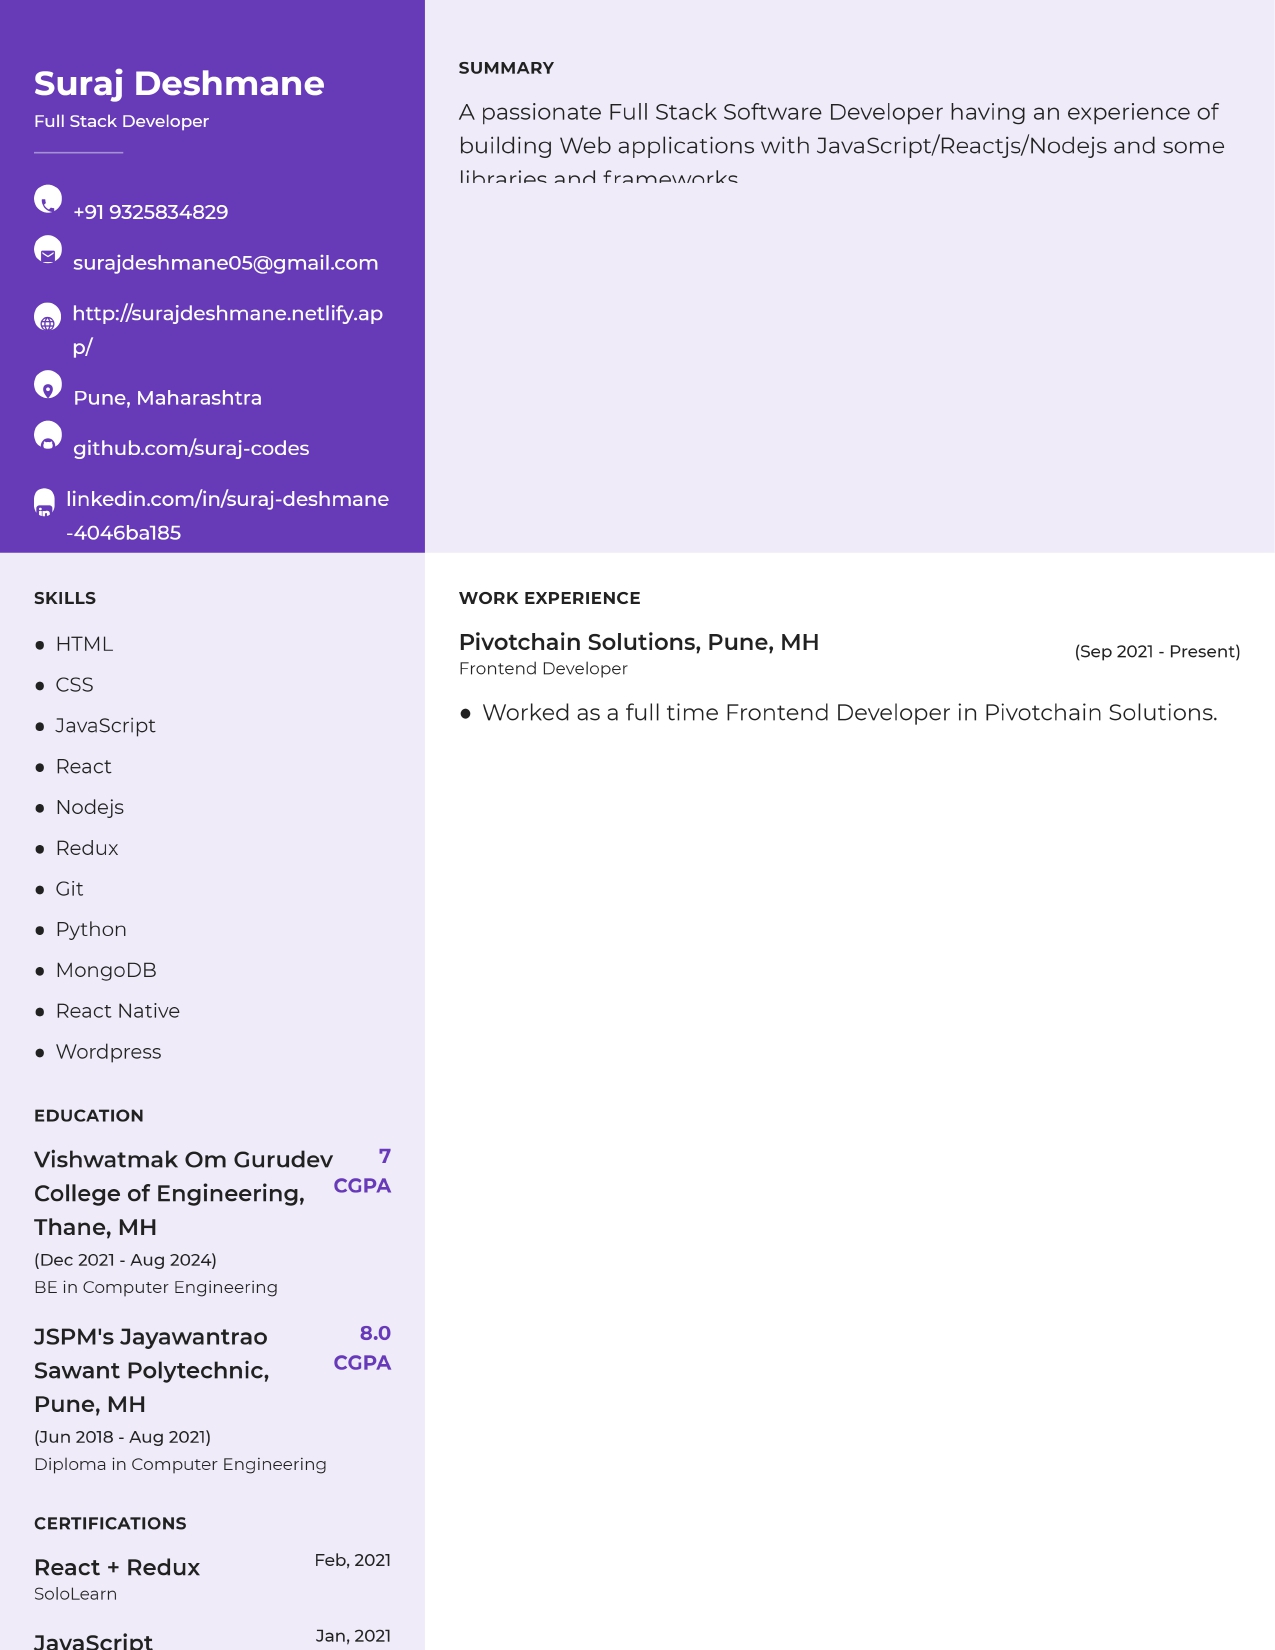 Suraj Deshmane
Full Stack Developer
+91 9325834829
surajdeshmane05@gmail.com
http://surajdeshmane.netlify.ap
p/
Pune, Maharashtra
github.com/suraj-codes
linkedin.com/in/suraj-deshmane
-4046ba185
SUMMARY
A passionate Full Stack Software Developer having an experience of
building Web applications with JavaScript/Reactjs/Nodejs and some
libraries and frameworks
SKILLS
● HTML
● CSS
● JavaScript
● React
● Nodejs
● Redux
● Git
● Python
● MongoDB
● React Native
● Wordpress
EDUCATION
Vishwatmak Om Gurudev 7
College of Engineering, CGPA
Thane, MH
(Dec 2021 - Aug 2024)
BE in Computer Engineering
JSPM's Jayawantrao 8.0
Sawant Polytechnic, CGPA
Pune, MH
(Jun 2018 - Aug 2021)
Diploma in Computer Engineering
CERTIFICATIONS
React + Redux Feb, 2021
SoloLearn
JavaScript Jan, 2021
WORK EXPERIENCE
Pivotchain Solutions, Pune, MH (Sep 2021 - Present)
Frontend Developer
● Worked as a full time Frontend Developer in Pivotchain Solutions.